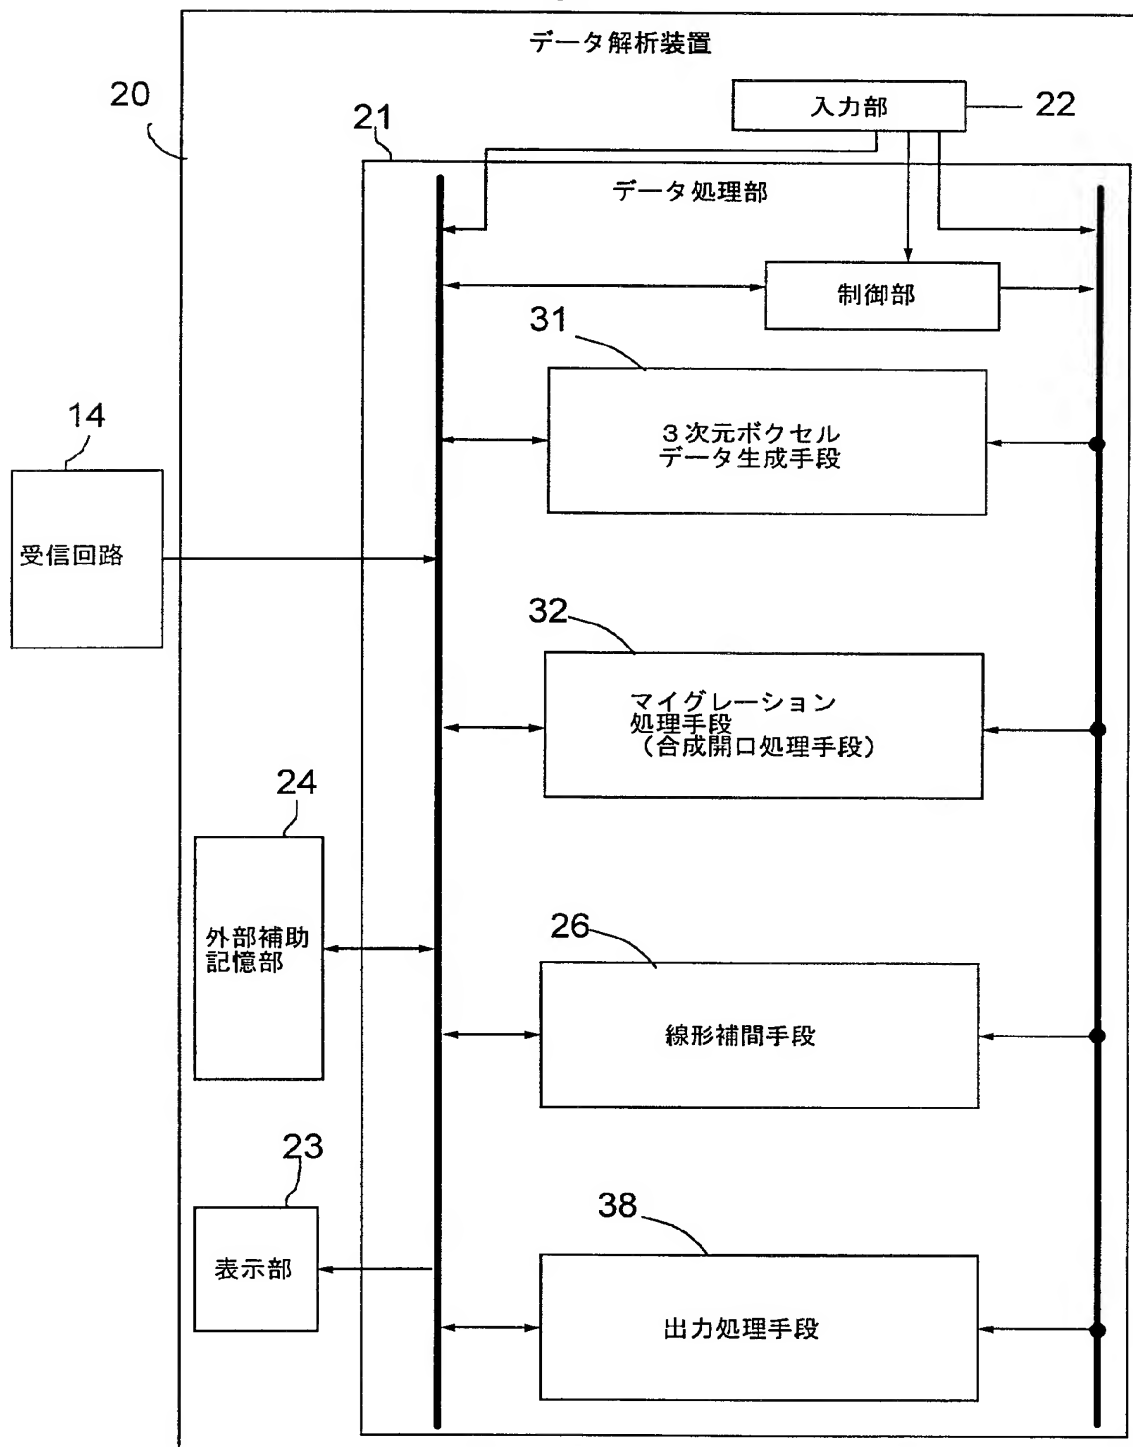 データ解析装置
20
入力部
22
21
データ処理部
制御部
31
3次元ボクセル
データ生成手段
14
受信回路
32
マイグレーション
処理手段
(合成開口処理手段)
24
外部補助
記憶部
26
線形補間手段
23
表示部
38
出力処理手段